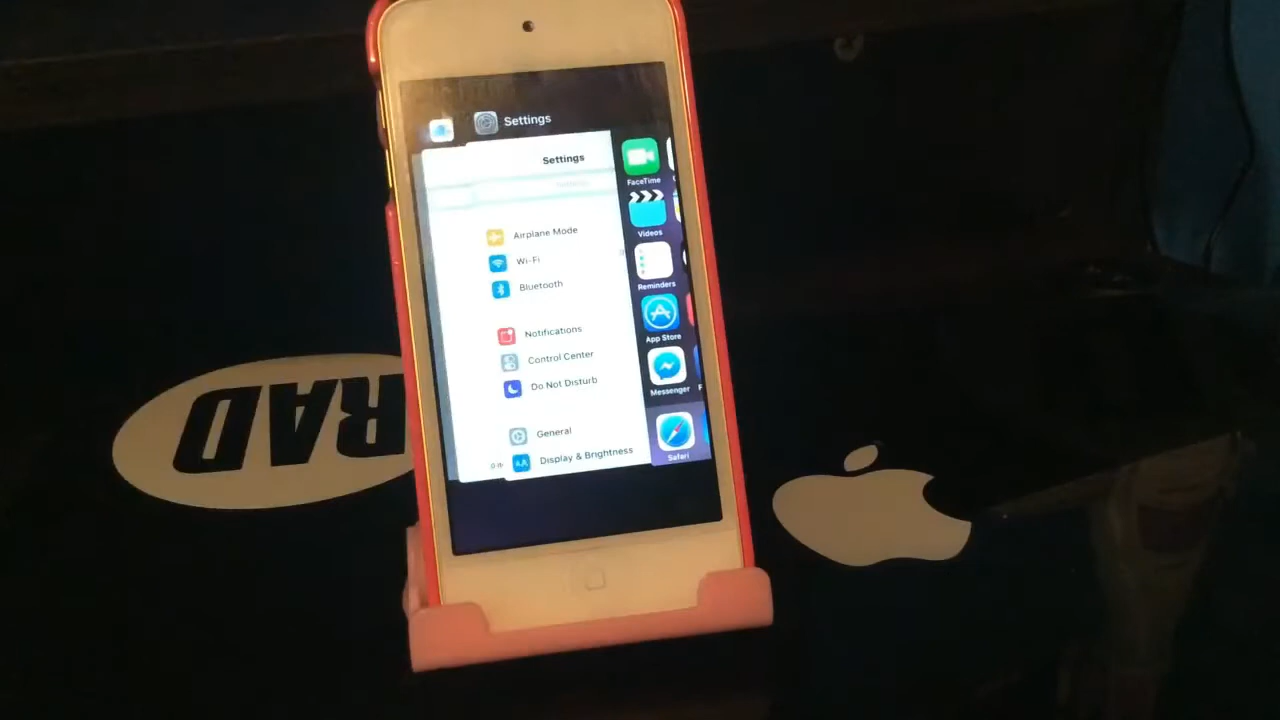 Settings
Settings
Airplane Mode
Wi-Fi
Bluetooth
Notifications
Control Center
Do Not Disturb
General
Display & Brightness
FaceTime
Videos
Reminders
App Store
Messenger
Safari
RAD